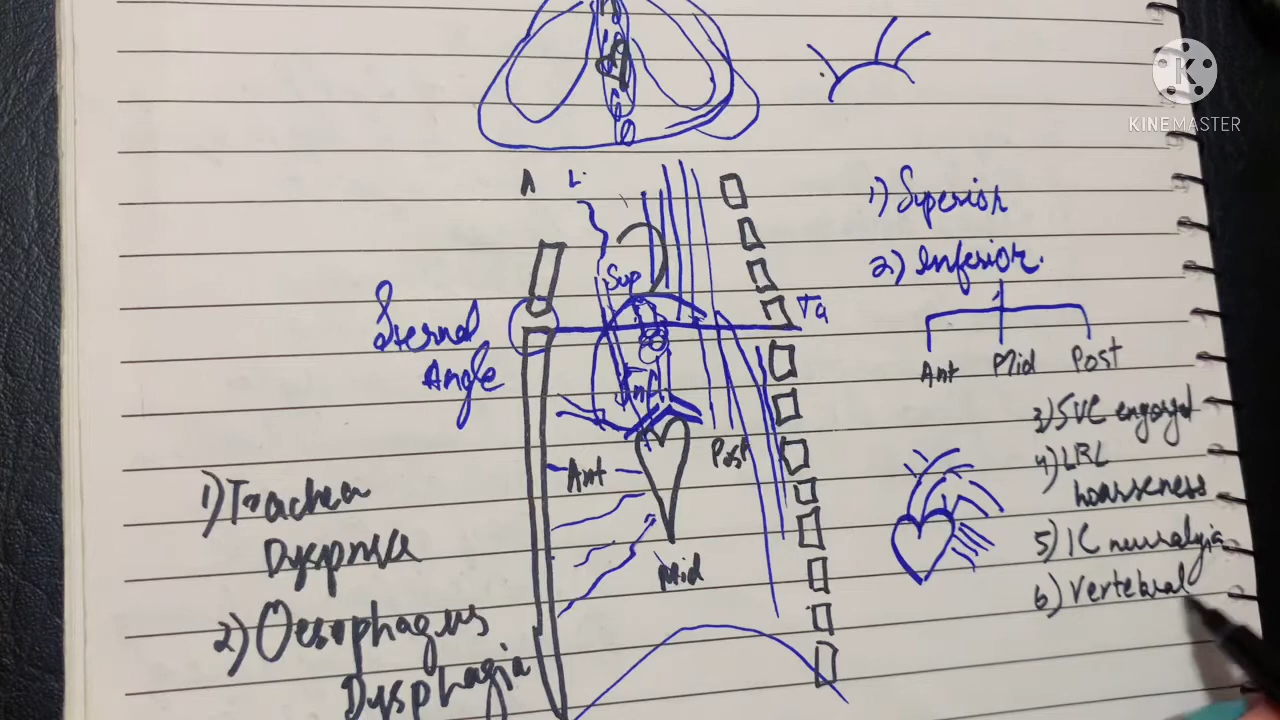 K
KINEMASTER
A
1) Superior
2) Inferior.
Sup
Sternal
Angle
Inf
Ant Mid Post
3) SVC engorged
4) LRL
hoarseness
5) IC neuralgia
6) Vertebral
Ant
Post
Mid
1) Trachea
Dyspnea
2) Oesophagus
Dysphagia